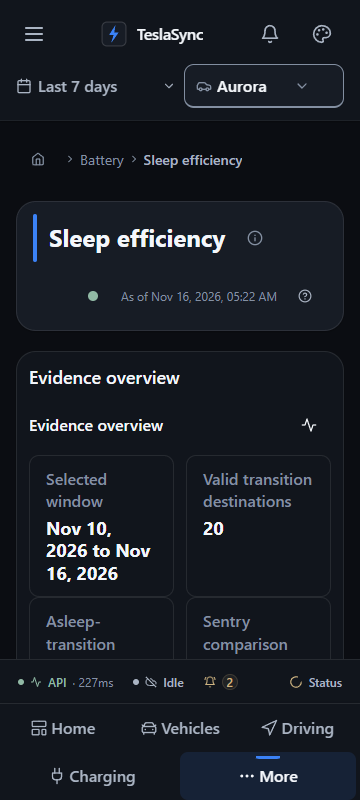 TeslaSync
Last 7 days
Aurora
Battery
Sleep efficiency
Sleep efficiency
As of Nov 16, 2026, 05:22 AM
Evidence overview
Evidence overview
Selected
window
Nov 10,
2026 to Nov
16, 2026
Valid transition
destinations
20
Asleep-
transition
Sentry
comparison
API · 227ms
Idle
2
Status
Home
Vehicles
Driving
Charging
More